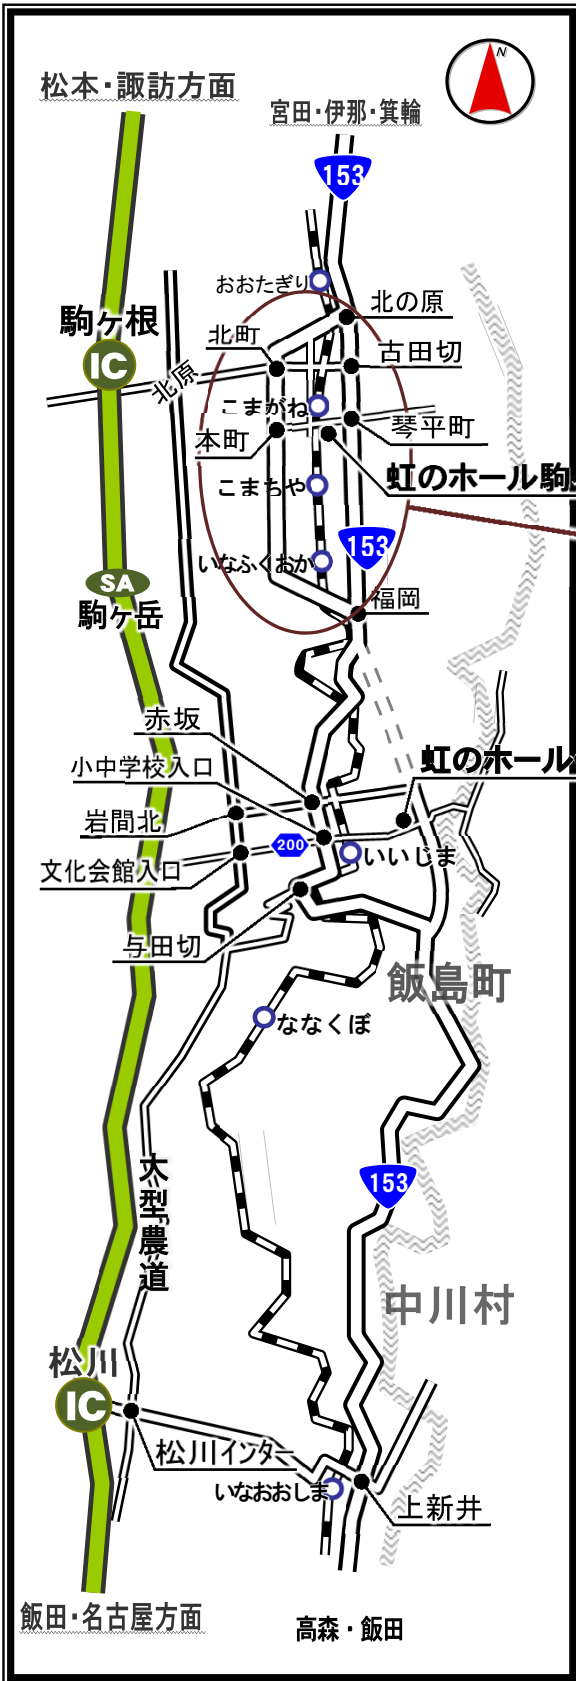 N
松本・諏訪方面
宮田・伊那・箕輪
153
おおたぎり
北の原
駒ヶ根
IC
北町
古田切
北原
こまがね
琴平町
本町
虹のホール駒
こまちや
153
いなふくおか
SA
駒ヶ岳
福岡
赤坂
小中学校入口
虹のホール
岩間北
200
いいじま
文化会館入口
与田切
飯島町
ななくぼ
大型農道
153
中川村
松川
IC
松川インター
いなおおしま
上新井
飯田・名古屋方面
高森・飯田